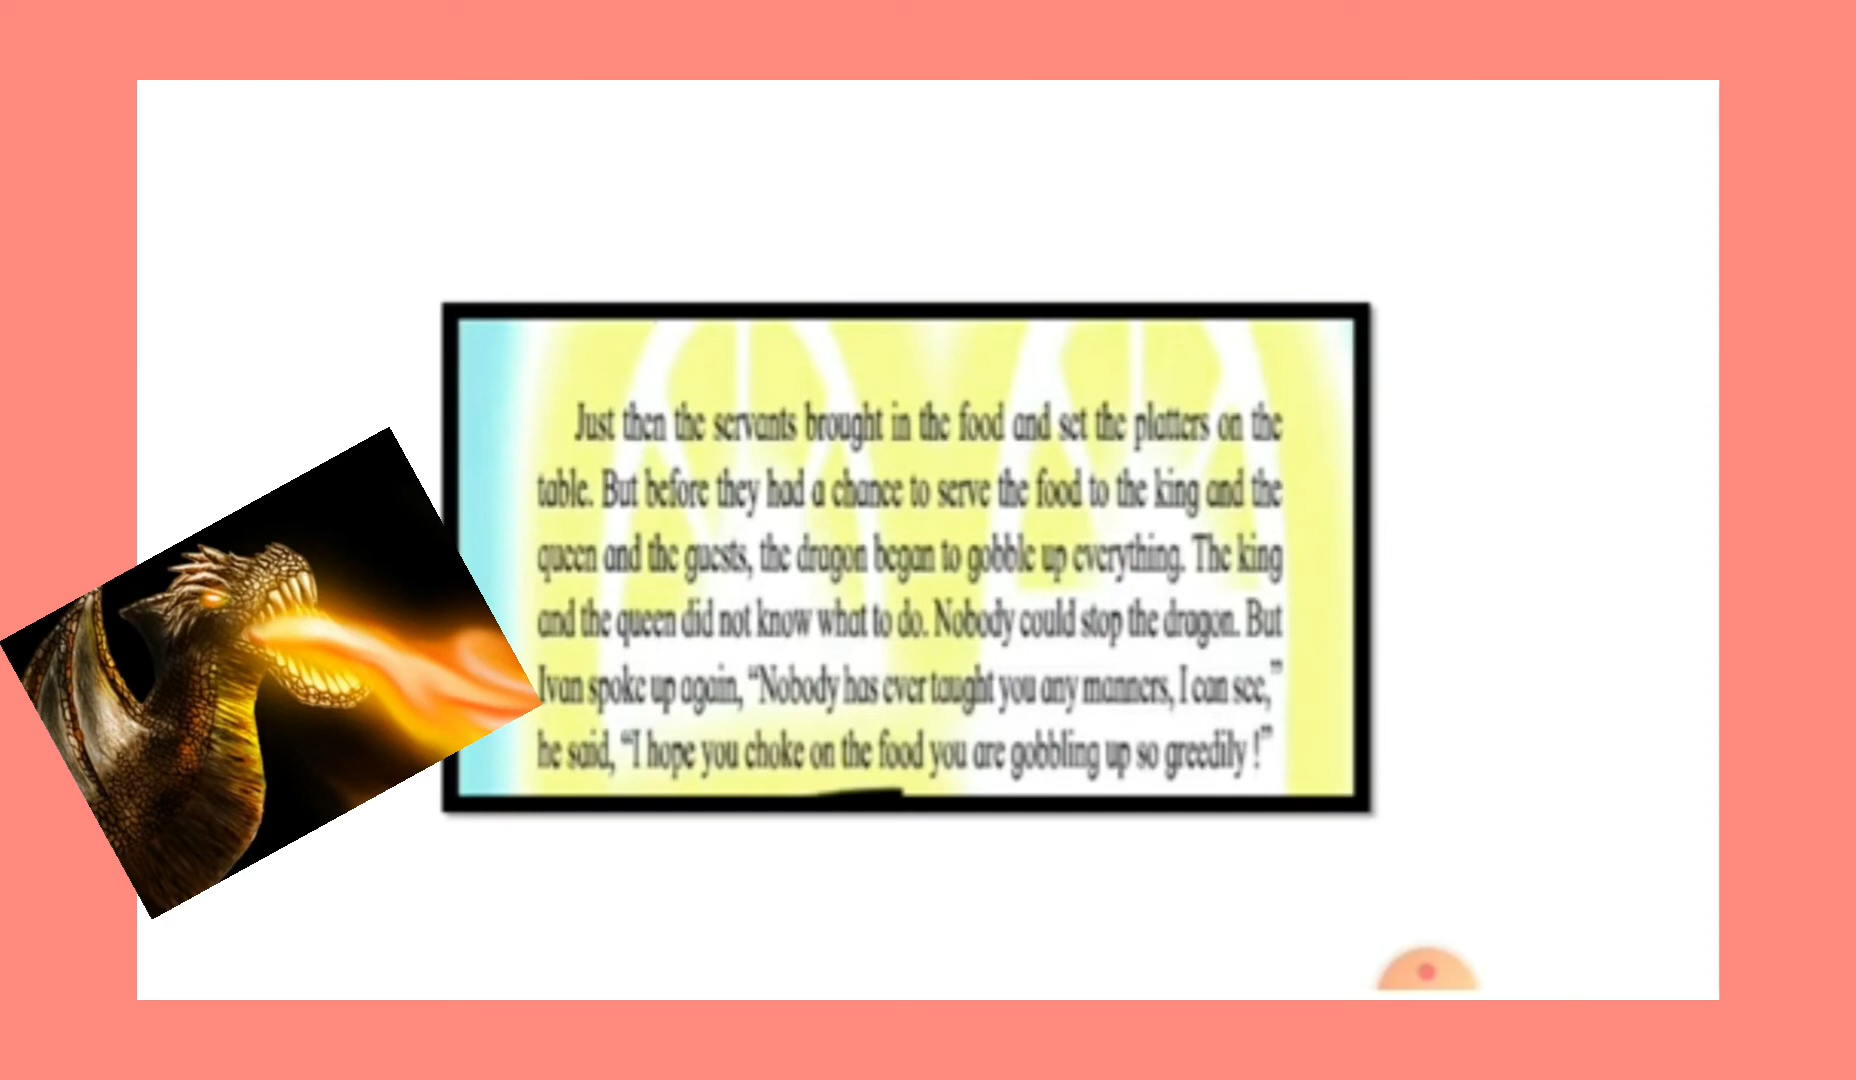 Just then the servants brought in the food and set the platters on the
table. But before they had a chance to serve the food to the king and the
queen and the guests, the dragon began to gobble up everything. The king
and the queen did not know what to do. Nobody could stop the dragon. But
Ivan spoke up again, “Nobody has ever taught you any manners, I can see,”
he said, “I hope you choke on the food you are gobbling up so greedily !”